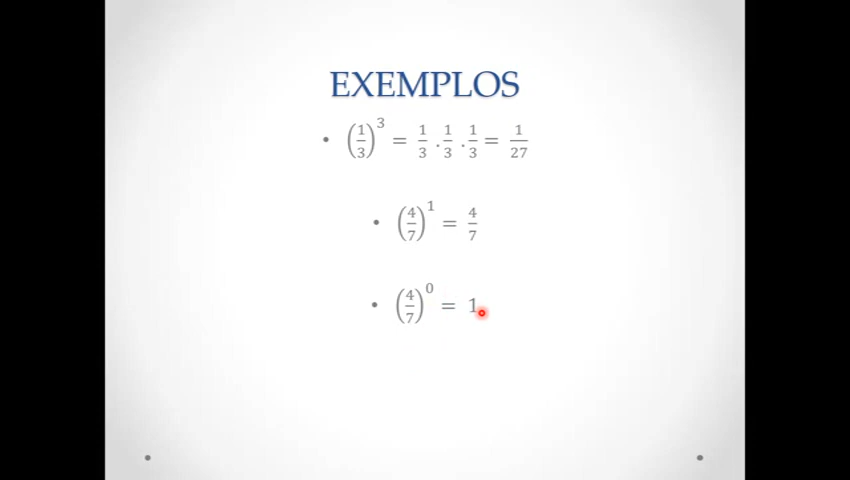 EXEMPLOS
• (1/3)^3 = 1/3 . 1/3 . 1/3 = 1/27
• (4/7)^1 = 4/7
• (4/7)^0 = 1